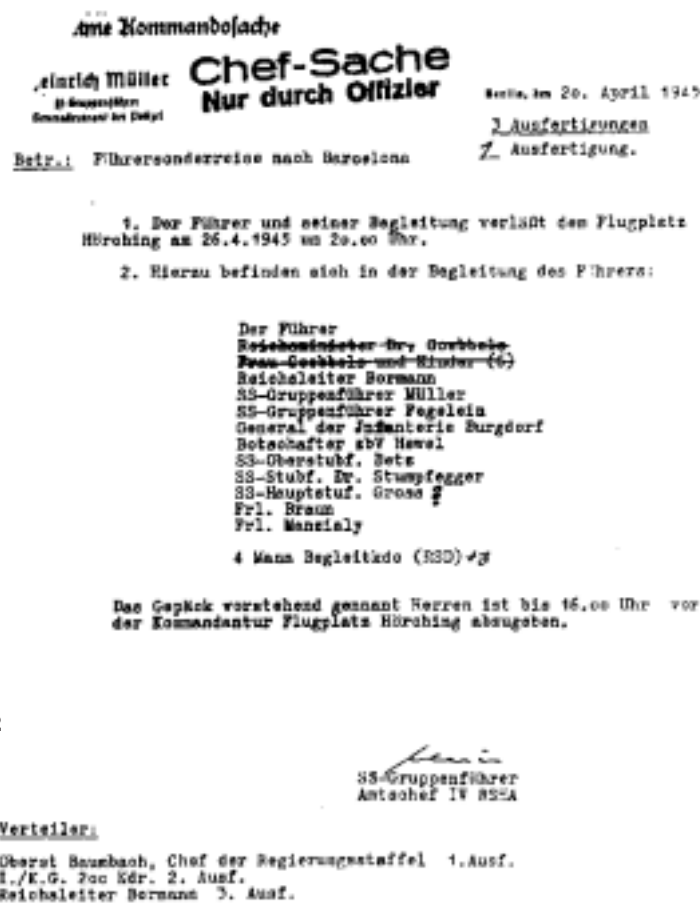 Kommandosache
Heinrich Müller
Chef-Sache
Nur durch Offizier
SS-Gruppenführer
Berlin, den 20. April 1945
3 Ausfertigungen
1 Ausfertigung.
Betr.: Führersonderreise nach Barcelona
1. Der Führer und seiner Begleitung verläßt dem Flugplatz
Hörching am 26.4.1945 um 20.oo Uhr.
2. Hierzu befinden sich in der Begleitung des Führers:
Der Führer
Reichsminister Dr. Goebbels
Frau Goebbels und Kinder (6)
Reichsleiter Bormann
SS-Gruppenführer Müller
SS-Gruppenführer Fegelein
General der Infanterie Burgdorf
Botschafter zbV Hewel
SS-Oberstubf. Betz
SS-Stubf. Dr. Stumpfegger
SS-Hauptstuf. Gross ?
Frl. Braun
Frl. Manzialy
4 Mann Begleitkdo (RSD)
Das Gepäck vorstehend gennant Herren ist bis 16.oo Uhr vor
der Kommandantur Flugplatz Hörching abzugeben.
SS-Gruppenführer
Amtschef IV RSHA
Verteiler:
Oberst Baumbach, Chef der Regierungsstaffel 1.Ausf.
I./K.G. 2oo Kdr. 2. Ausf.
Reichsleiter Bormann 3. Ausf.